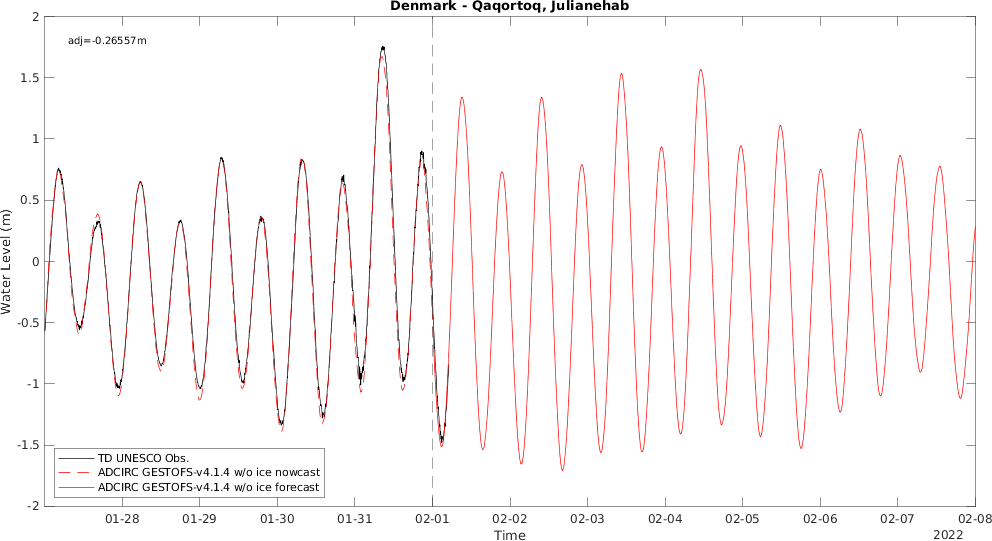 Denmark - Qaqortoq, Julianehab
adj=-0.26557m
2
1.5
1
0.5
0
-0.5
-1
-1.5
-2
Water Level (m)
TD UNESCO Obs.
ADCIRC GESTOFS-v4.1.4 w/o ice nowcast
ADCIRC GESTOFS-v4.1.4 w/o ice forecast
01-28 01-29 01-30 01-31 02-01 02-02 02-03 02-04 02-05 02-06 02-07 02-08
Time
2022